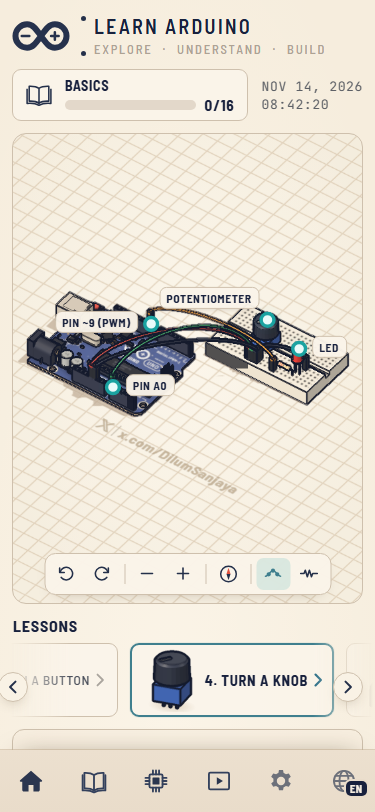 LEARN ARDUINO
EXPLORE · UNDERSTAND · BUILD
BASICS
0/16
NOV 14, 2026
08:42:20
POTENTIOMETER
PIN ~9 (PWM)
LED
PIN A0
x.com/DilumSanjaya
LESSONS
A BUTTON
4. TURN A KNOB
EN